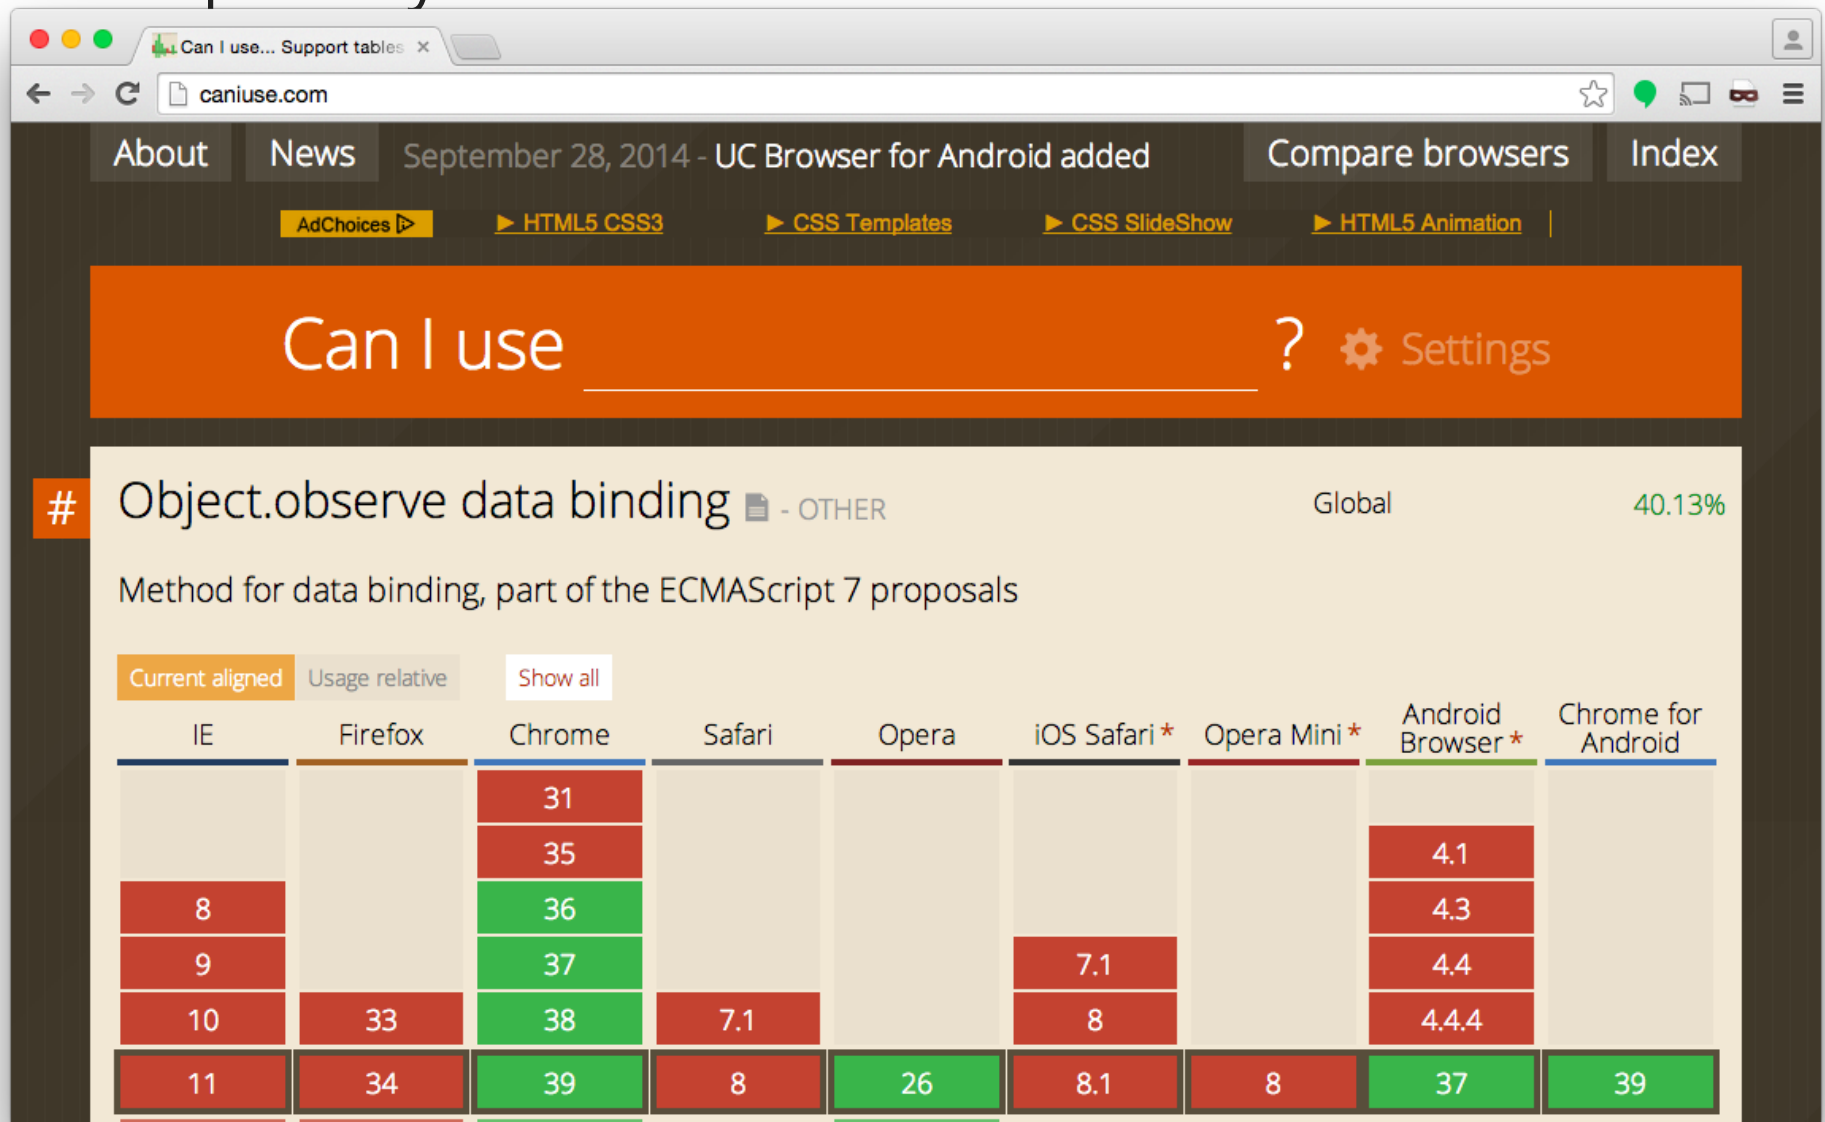 Can I use... Support tables ×
caniuse.com
About News September 28, 2014 - UC Browser for Android added Compare browsers Index
AdChoices ► HTML5 CSS3 ► CSS Templates ► CSS SlideShow ► HTML5 Animation
Can I use ? Settings
# Object.observe data binding - OTHER Global 40.13%
Method for data binding, part of the ECMAScript 7 proposals
Current aligned Usage relative Show all
IE Firefox Chrome Safari Opera iOS Safari * Opera Mini * Android Browser * Chrome for Android
31
35 4.1
8 36 4.3
9 37 7.1 4.4
10 33 38 7.1 8 4.4.4
11 34 39 8 26 8.1 8 37 39